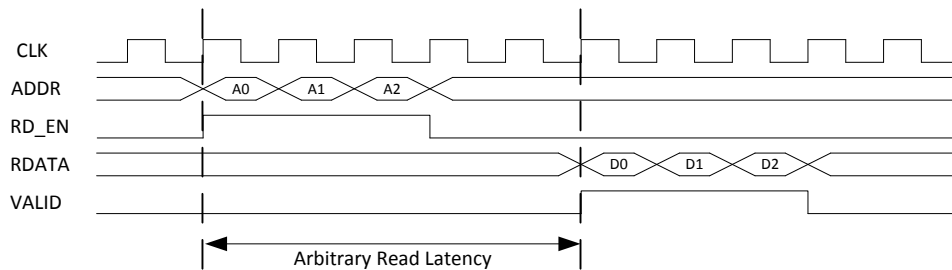 CLK
ADDR A0 A1 A2
RD_EN
RDATA D0 D1 D2
VALID
Arbitrary Read Latency